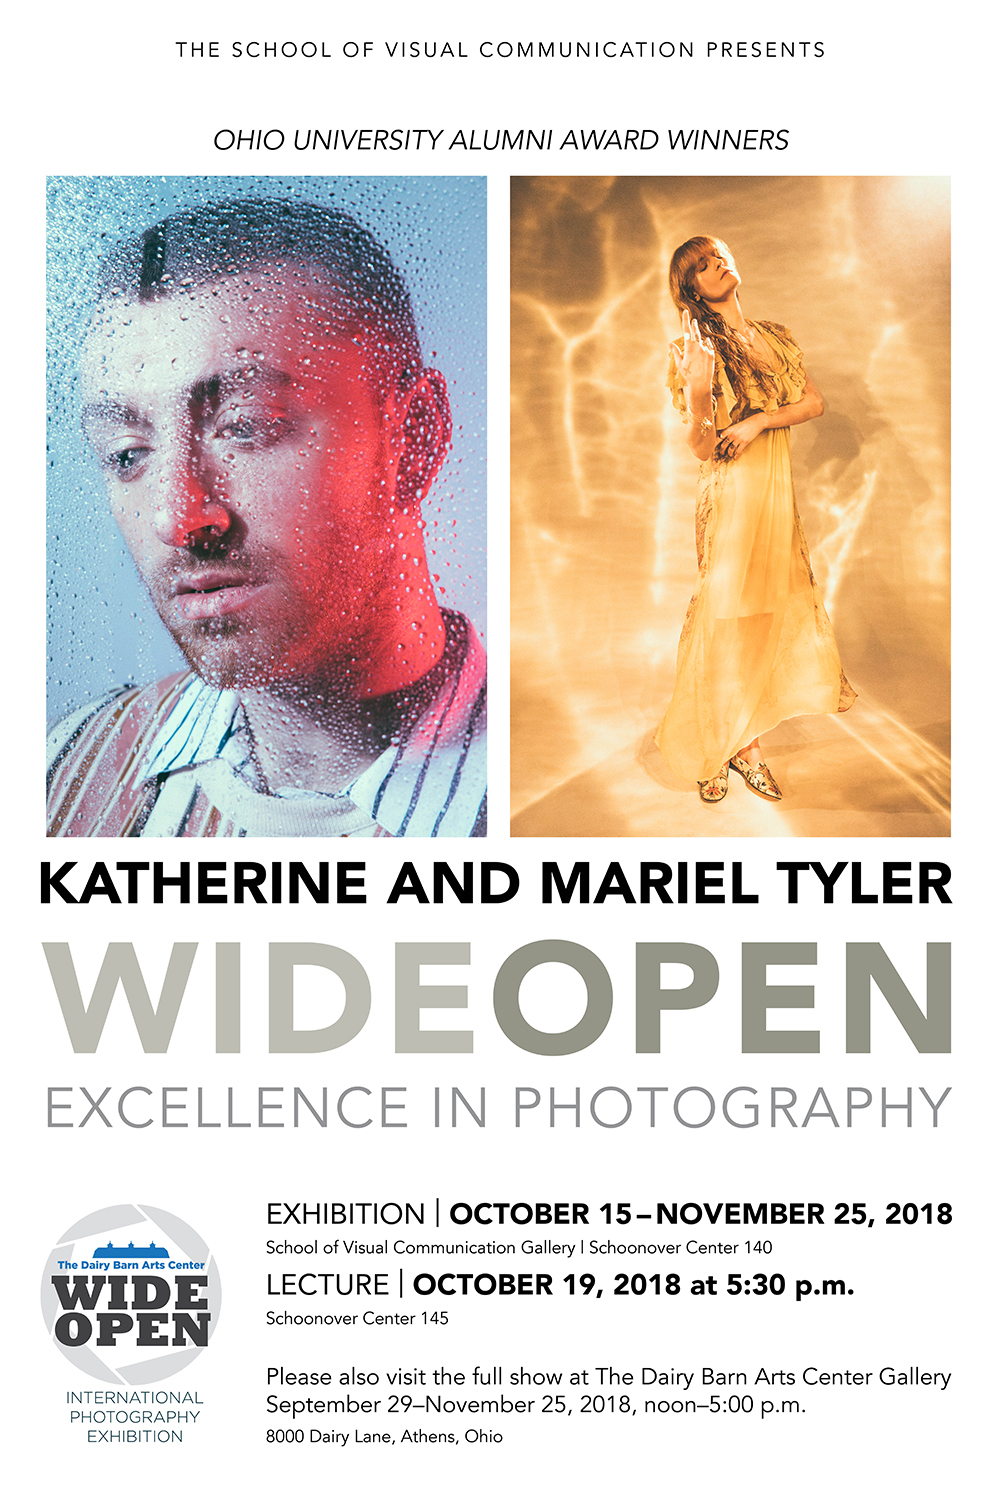 THE SCHOOL OF VISUAL COMMUNICATION PRESENTS
OHIO UNIVERSITY ALUMNI AWARD WINNERS
KATHERINE AND MARIEL TYLER
WIDEOPEN
EXCELLENCE IN PHOTOGRAPHY
The Dairy Barn Arts Center
WIDE
OPEN
INTERNATIONAL
PHOTOGRAPHY
EXHIBITION
EXHIBITION | OCTOBER 15–NOVEMBER 25, 2018
School of Visual Communication Gallery | Schoonover Center 140
LECTURE | OCTOBER 19, 2018 at 5:30 p.m.
Schoonover Center 145
Please also visit the full show at The Dairy Barn Arts Center Gallery
September 29–November 25, 2018, noon–5:00 p.m.
8000 Dairy Lane, Athens, Ohio